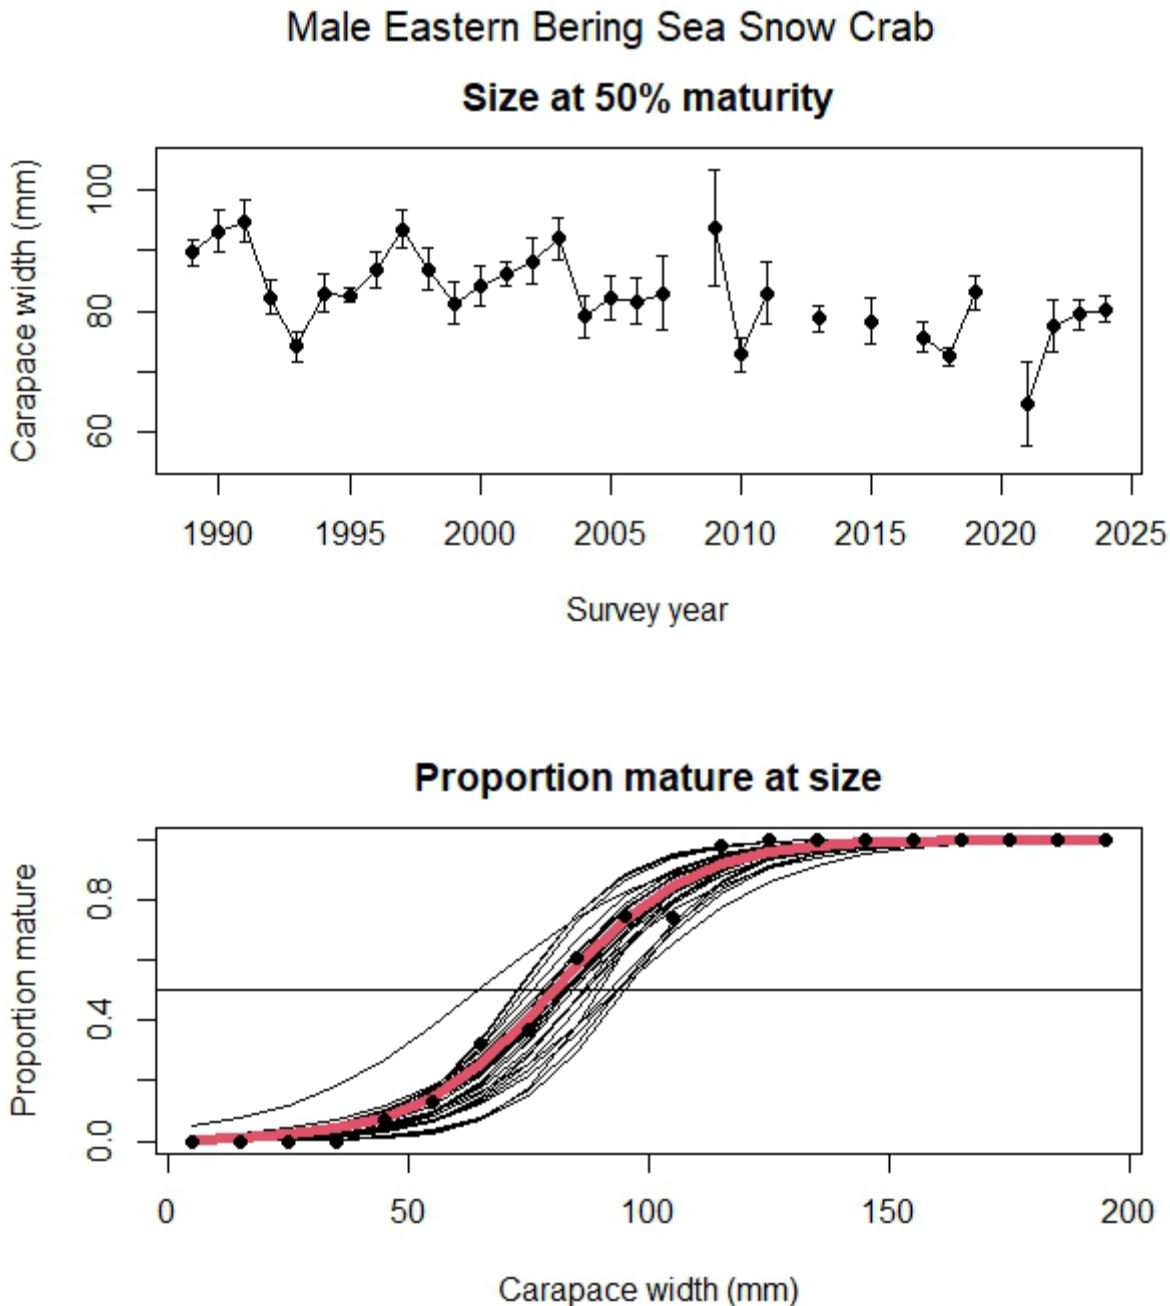 Male Eastern Bering Sea Snow Crab
Size at 50% maturity
Carapace width (mm)
100
80
60
1990 1995 2000 2005 2010 2015 2020 2025
Survey year
Proportion mature at size
Proportion mature
0.8
0.4
0.0
0 50 100 150 200
Carapace width (mm)